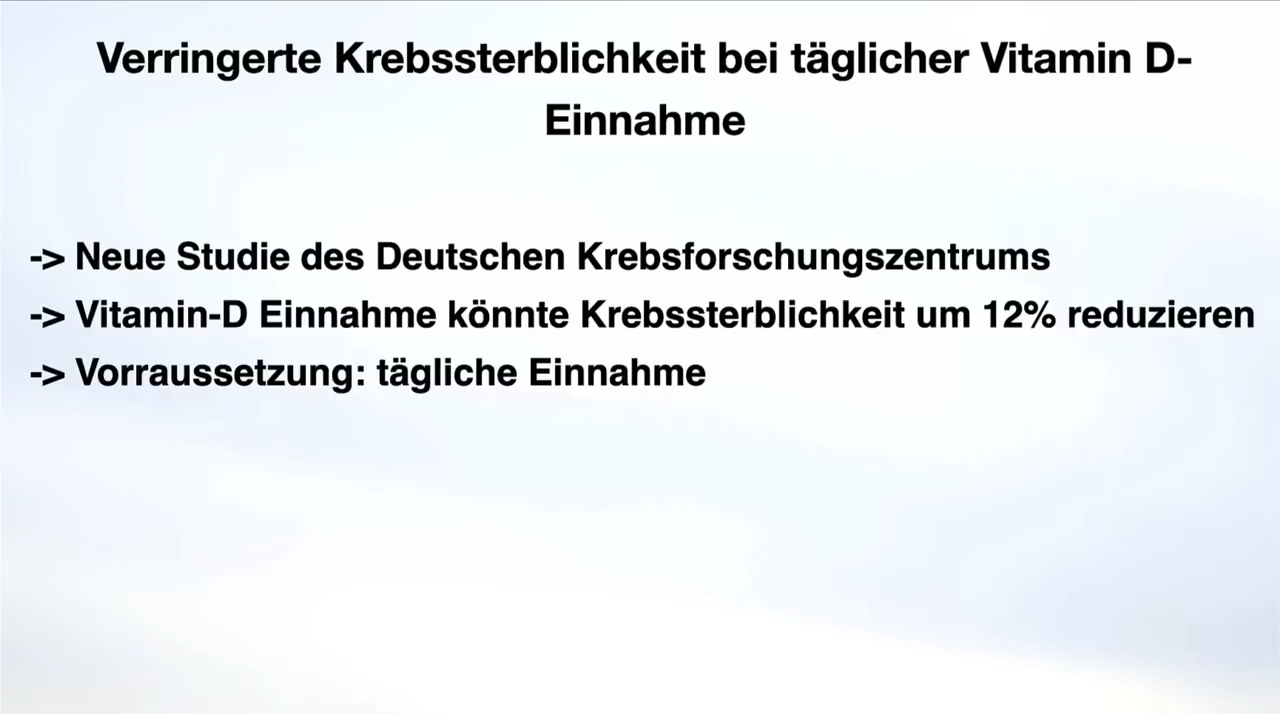 Verringerte Krebssterblichkeit bei täglicher Vitamin D-
Einnahme
-> Neue Studie des Deutschen Krebsforschungszentrums
-> Vitamin-D Einnahme könnte Krebssterblichkeit um 12% reduzieren
-> Vorraussetzung: tägliche Einnahme